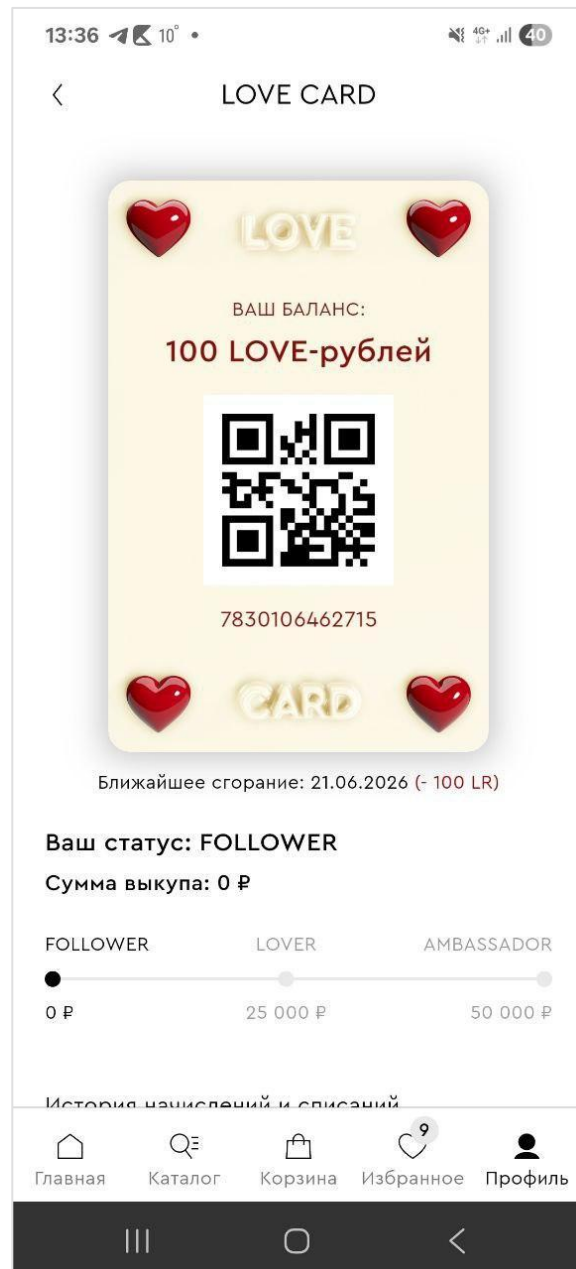 13:36 10° •
4G+ 40
LOVE CARD
LOVE
ВАШ БАЛАНС:
100 LOVE-рублей
7830106462715
CARD
Ближайшее сгорание: 21.06.2026 (- 100 LR)
Ваш статус: FOLLOWER
Сумма выкупа: 0 ₽
FOLLOWER LOVER AMBASSADOR
0 ₽ 25 000 ₽ 50 000 ₽
История начислений и списаний
9
Главная Каталог Корзина Избранное Профиль